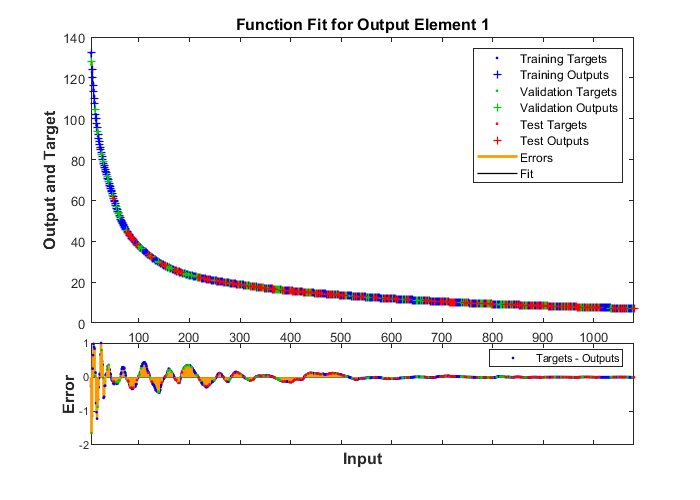 Function Fit for Output Element 1
Output and Target
140
120
100
80
60
40
20
0
Training Targets
Training Outputs
Validation Targets
Validation Outputs
Test Targets
Test Outputs
Errors
Fit
100 200 300 400 500 600 700 800 900 1000
Error
1
0
-1
-2
Targets - Outputs
Input